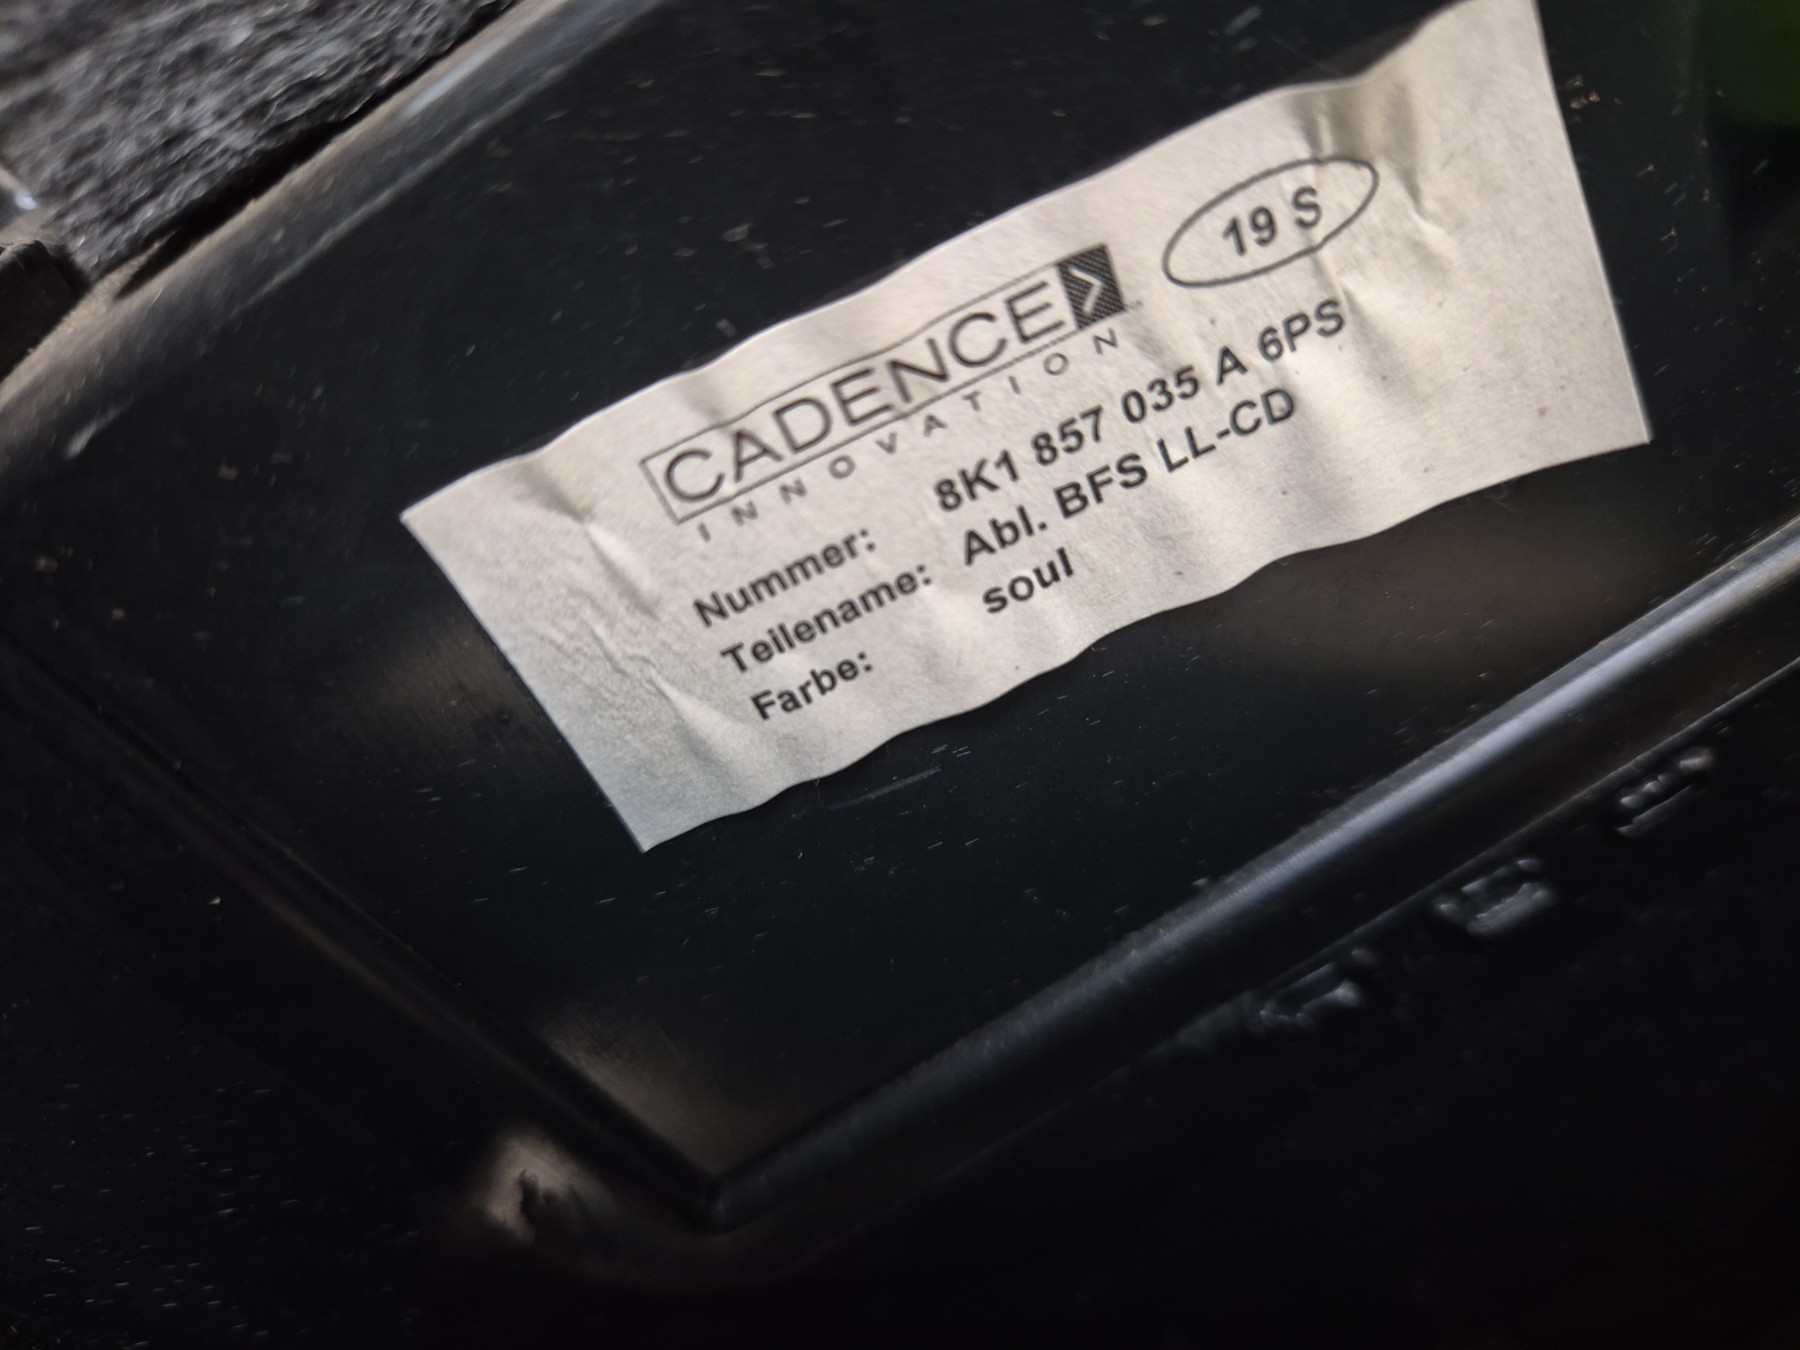 CADENCE
INNOVATION
19 S
Nummer: 8K1 857 035 A 6PS
Teilename: Abl. BFS LL-CD
Farbe: soul